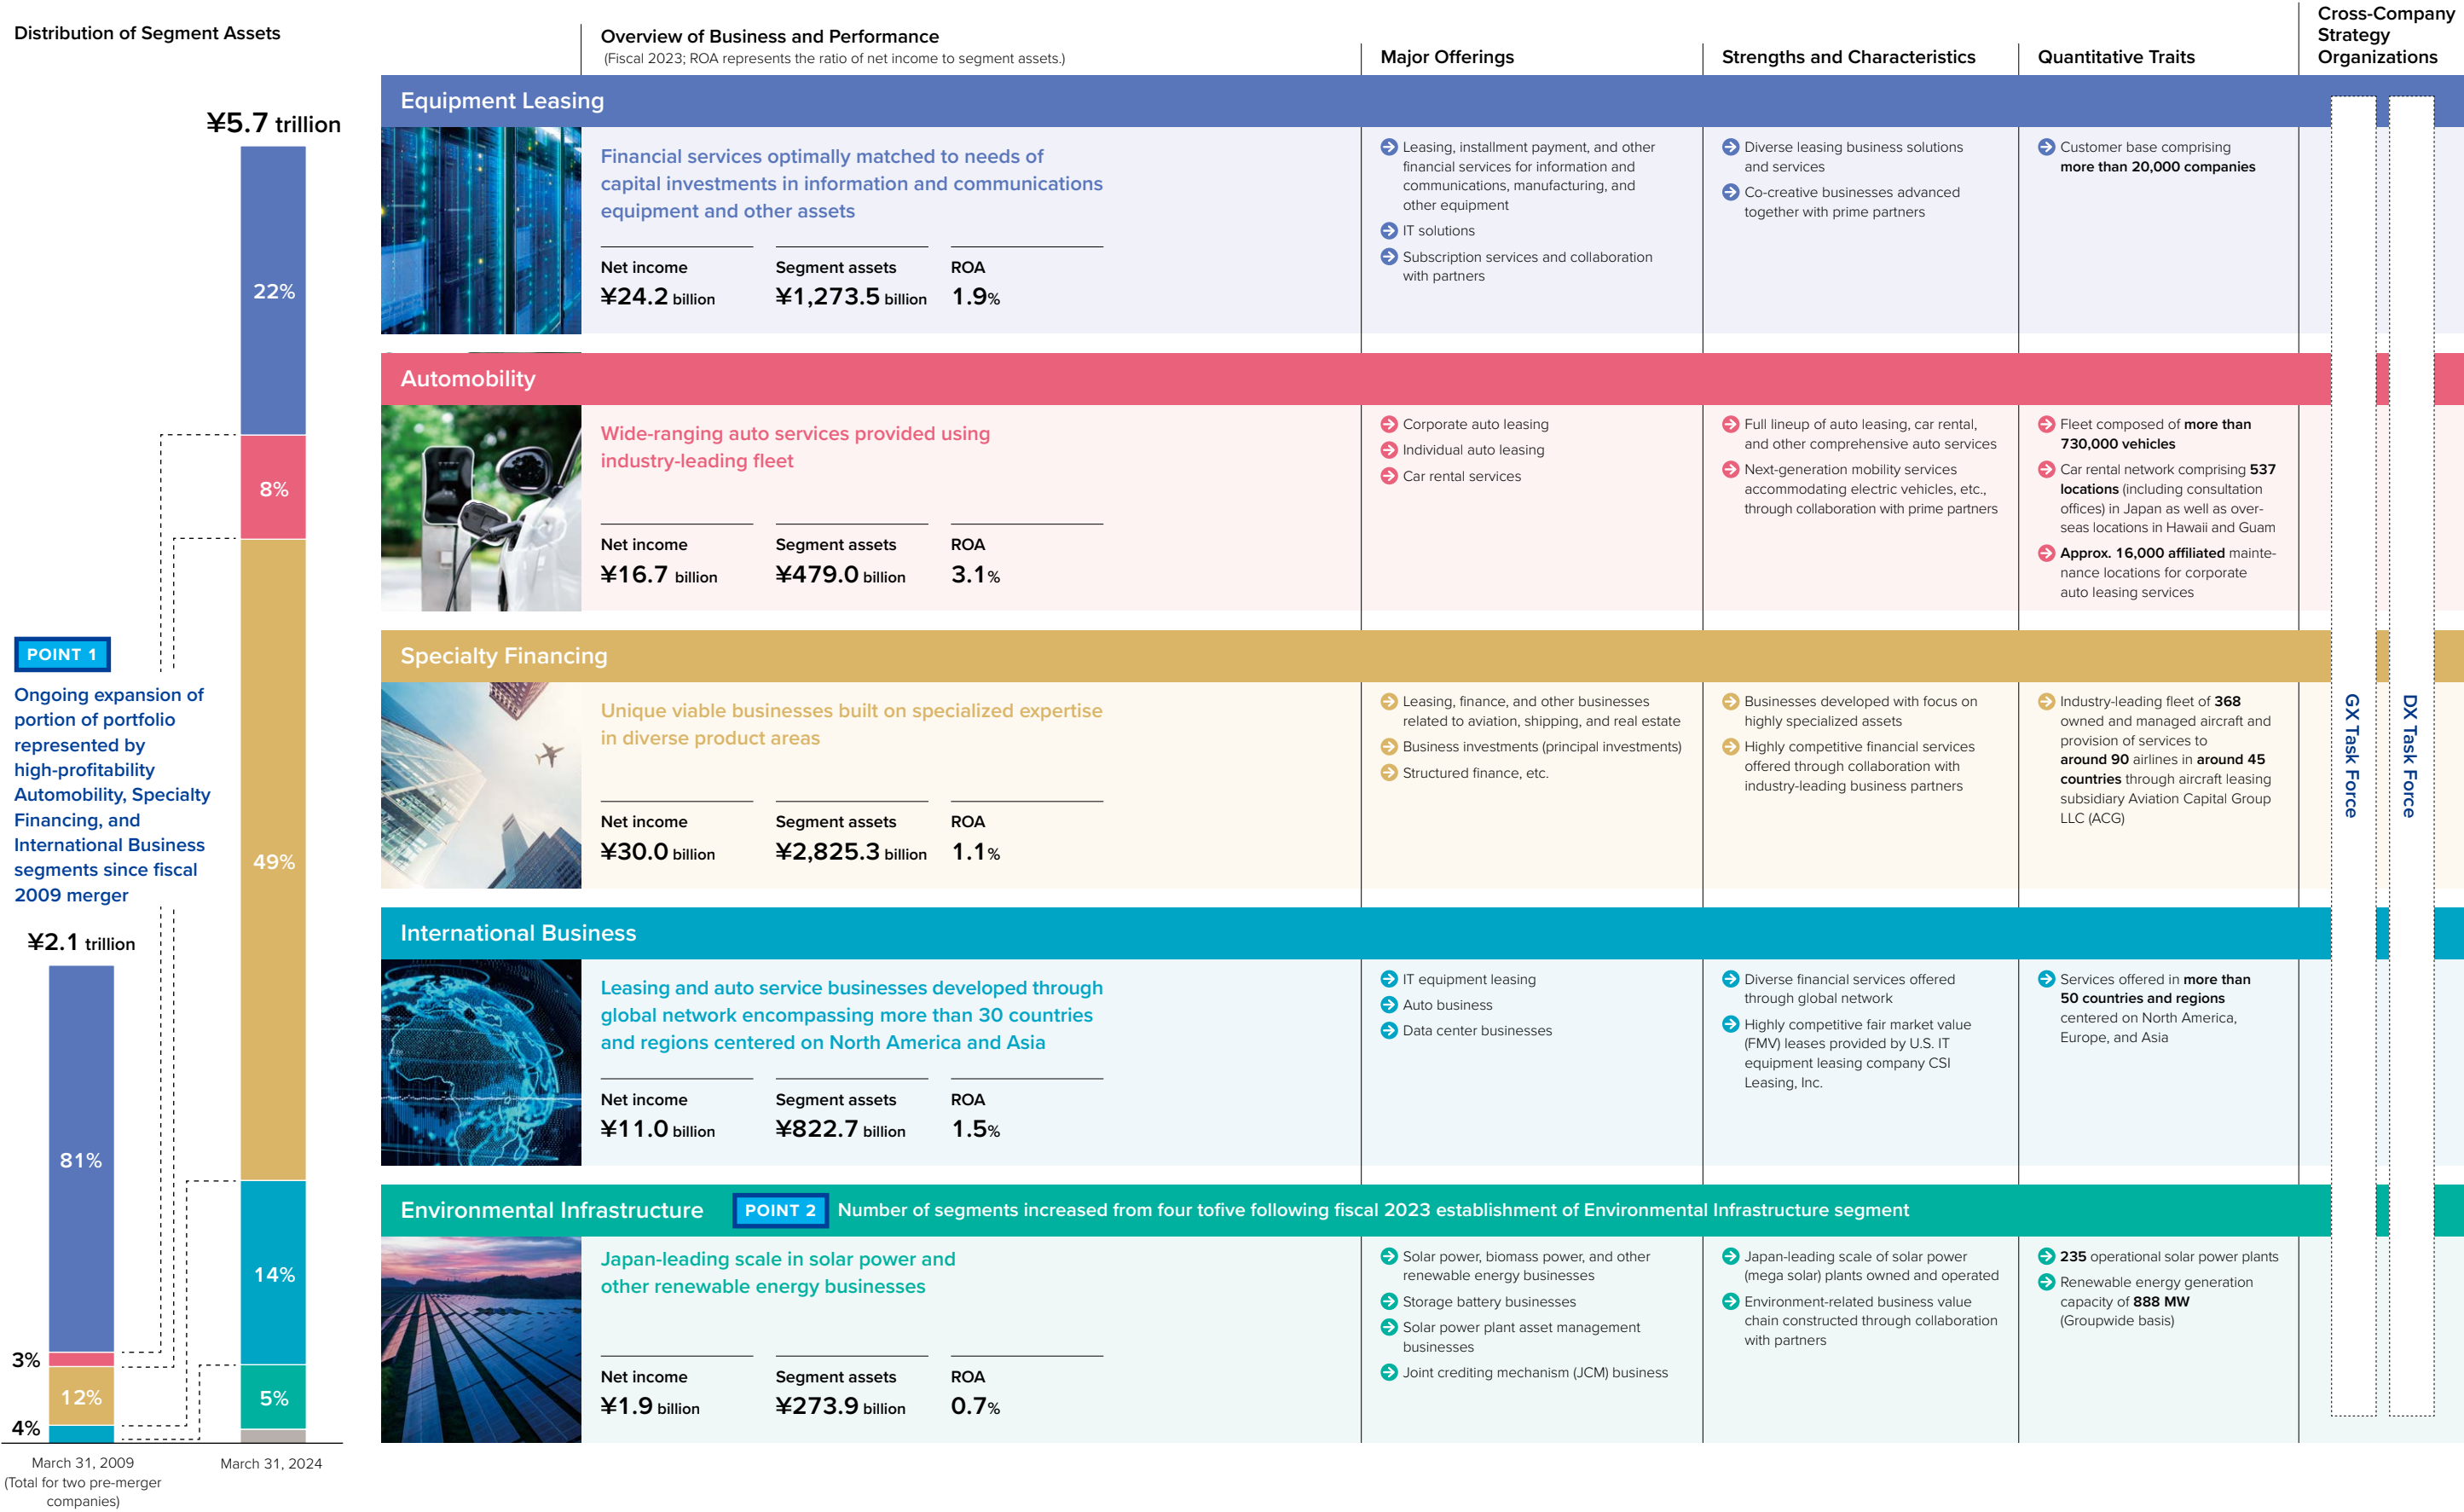 Distribution of Segment Assets
Overview of Business and Performance
(Fiscal 2023; ROA represents the ratio of net income to segment assets.)
Major Offerings
Strengths and Characteristics
Quantitative Traits
Cross-Company
Strategy
Organizations
¥5.7 trillion
22%
8%
49%
14%
5%
March 31, 2024
POINT 1
Ongoing expansion of
portion of portfolio
represented by
high-profitability
Automobility, Specialty
Financing, and
International Business
segments since fiscal
2009 merger
¥2.1 trillion
81%
3%
12%
4%
March 31, 2009
(Total for two pre-merger
companies)
Equipment Leasing
Financial services optimally matched to needs of
capital investments in information and communications
equipment and other assets
Net income
¥24.2 billion
Segment assets
¥1,273.5 billion
ROA
1.9%
Leasing, installment payment, and other
financial services for information and
communications, manufacturing, and
other equipment
IT solutions
Subscription services and collaboration
with partners
Diverse leasing business solutions
and services
Co-creative businesses advanced
together with prime partners
Customer base comprising
more than 20,000 companies
Automobility
Wide-ranging auto services provided using
industry-leading fleet
Net income
¥16.7 billion
Segment assets
¥479.0 billion
ROA
3.1%
Corporate auto leasing
Individual auto leasing
Car rental services
Full lineup of auto leasing, car rental,
and other comprehensive auto services
Next-generation mobility services
accommodating electric vehicles, etc.,
through collaboration with prime partners
Fleet composed of more than
730,000 vehicles
Car rental network comprising 537
locations (including consultation
offices) in Japan as well as over-
seas locations in Hawaii and Guam
Approx. 16,000 affiliated mainte-
nance locations for corporate
auto leasing services
Specialty Financing
Unique viable businesses built on specialized expertise
in diverse product areas
Net income
¥30.0 billion
Segment assets
¥2,825.3 billion
ROA
1.1%
Leasing, finance, and other businesses
related to aviation, shipping, and real estate
Business investments (principal investments)
Structured finance, etc.
Businesses developed with focus on
highly specialized assets
Highly competitive financial services
offered through collaboration with
industry-leading business partners
Industry-leading fleet of 368
owned and managed aircraft and
provision of services to
around 90 airlines in around 45
countries through aircraft leasing
subsidiary Aviation Capital Group
LLC (ACG)
GX Task Force
DX Task Force
International Business
Leasing and auto service businesses developed through
global network encompassing more than 30 countries
and regions centered on North America and Asia
Net income
¥11.0 billion
Segment assets
¥822.7 billion
ROA
1.5%
IT equipment leasing
Auto business
Data center businesses
Diverse financial services offered
through global network
Highly competitive fair market value
(FMV) leases provided by U.S. IT
equipment leasing company CSI
Leasing, Inc.
Services offered in more than
50 countries and regions
centered on North America,
Europe, and Asia
Environmental Infrastructure
POINT 2
Number of segments increased from four tofive following fiscal 2023 establishment of Environmental Infrastructure segment
Japan-leading scale in solar power and
other renewable energy businesses
Net income
¥1.9 billion
Segment assets
¥273.9 billion
ROA
0.7%
Solar power, biomass power, and other
renewable energy businesses
Storage battery businesses
Solar power plant asset management
businesses
Joint crediting mechanism (JCM) business
Japan-leading scale of solar power
(mega solar) plants owned and operated
Environment-related business value
chain constructed through collaboration
with partners
235 operational solar power plants
Renewable energy generation
capacity of 888 MW
(Groupwide basis)